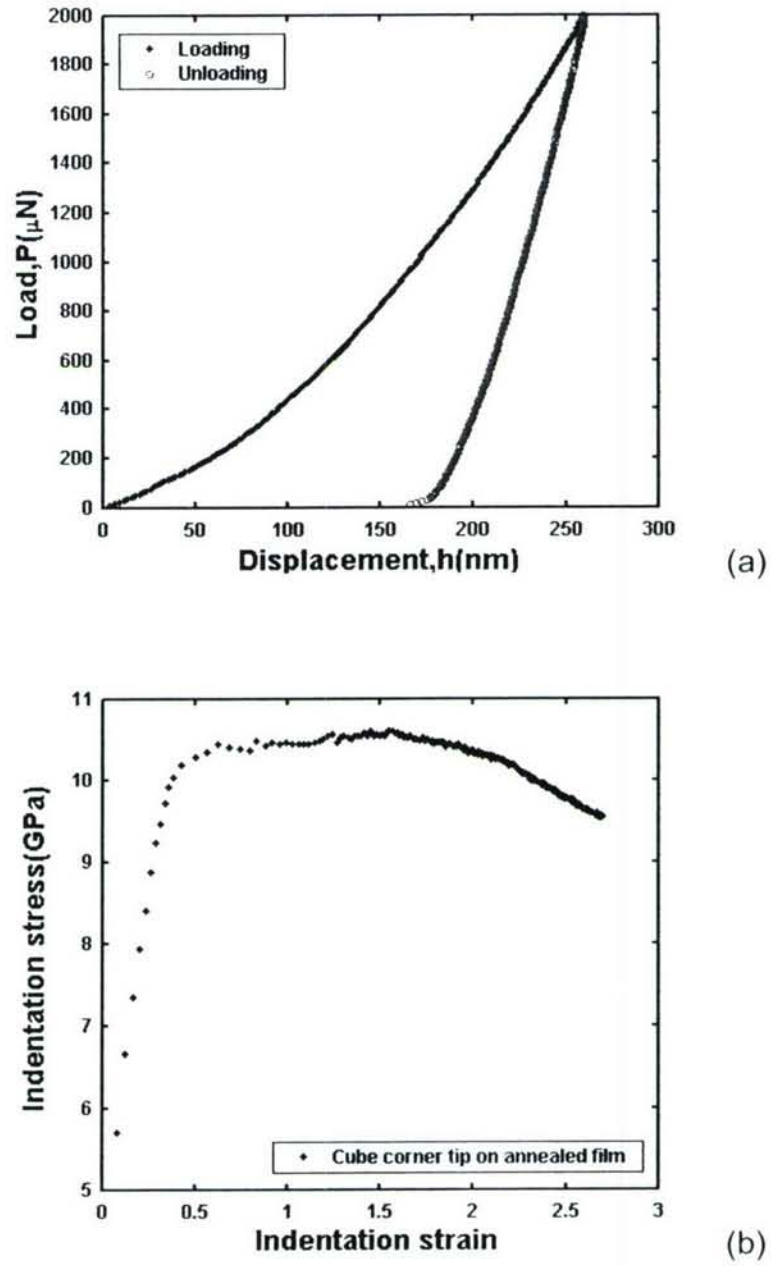 2000
1800
1600
1400
1200
1000
800
600
400
200
0
Load,P(μN)
Loading
Unloading
0 50 100 150 200 250 300
Displacement,h(nm)
(a)
11
10
9
8
7
6
5
Indentation stress(GPa)
Cube corner tip on annealed film
0 0.5 1 1.5 2 2.5 3
Indentation strain
(b)